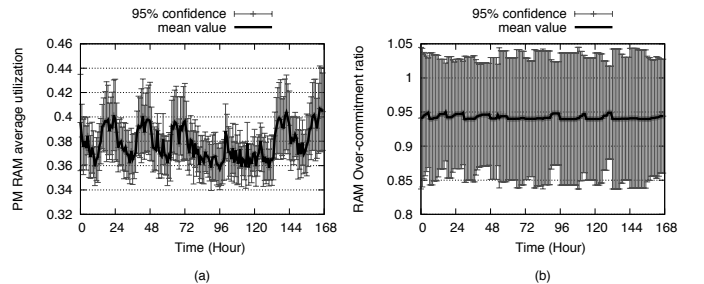 95% confidence
mean value
PM RAM average utilization
0.46
0.44
0.42
0.4
0.38
0.36
0.34
0.32
0 24 48 72 96 120 144 168
Time (Hour)
(a)
95% confidence
mean value
RAM Over-commitment ratio
1.05
1
0.95
0.9
0.85
0.8
0 24 48 72 96 120 144 168
Time (Hour)
(b)